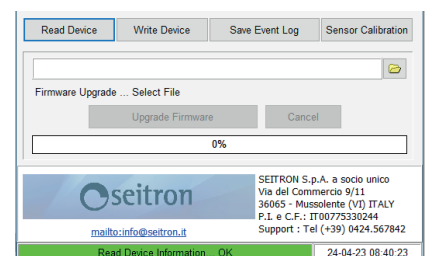 Read Device Write Device Save Event Log Sensor Calibration
Firmware Upgrade ... Select File
Upgrade Firmware Cancel
0%
seitron
mailto:info@seitron.it
SEITRON S.p.A. a socio unico
Via del Commercio 9/11
36065 - Mussolente (VI) ITALY
P.I. e C.F.: IT00775330244
Support : Tel (+39) 0424.567842
Read Device Information ... OK 24-04-23 08:40:23